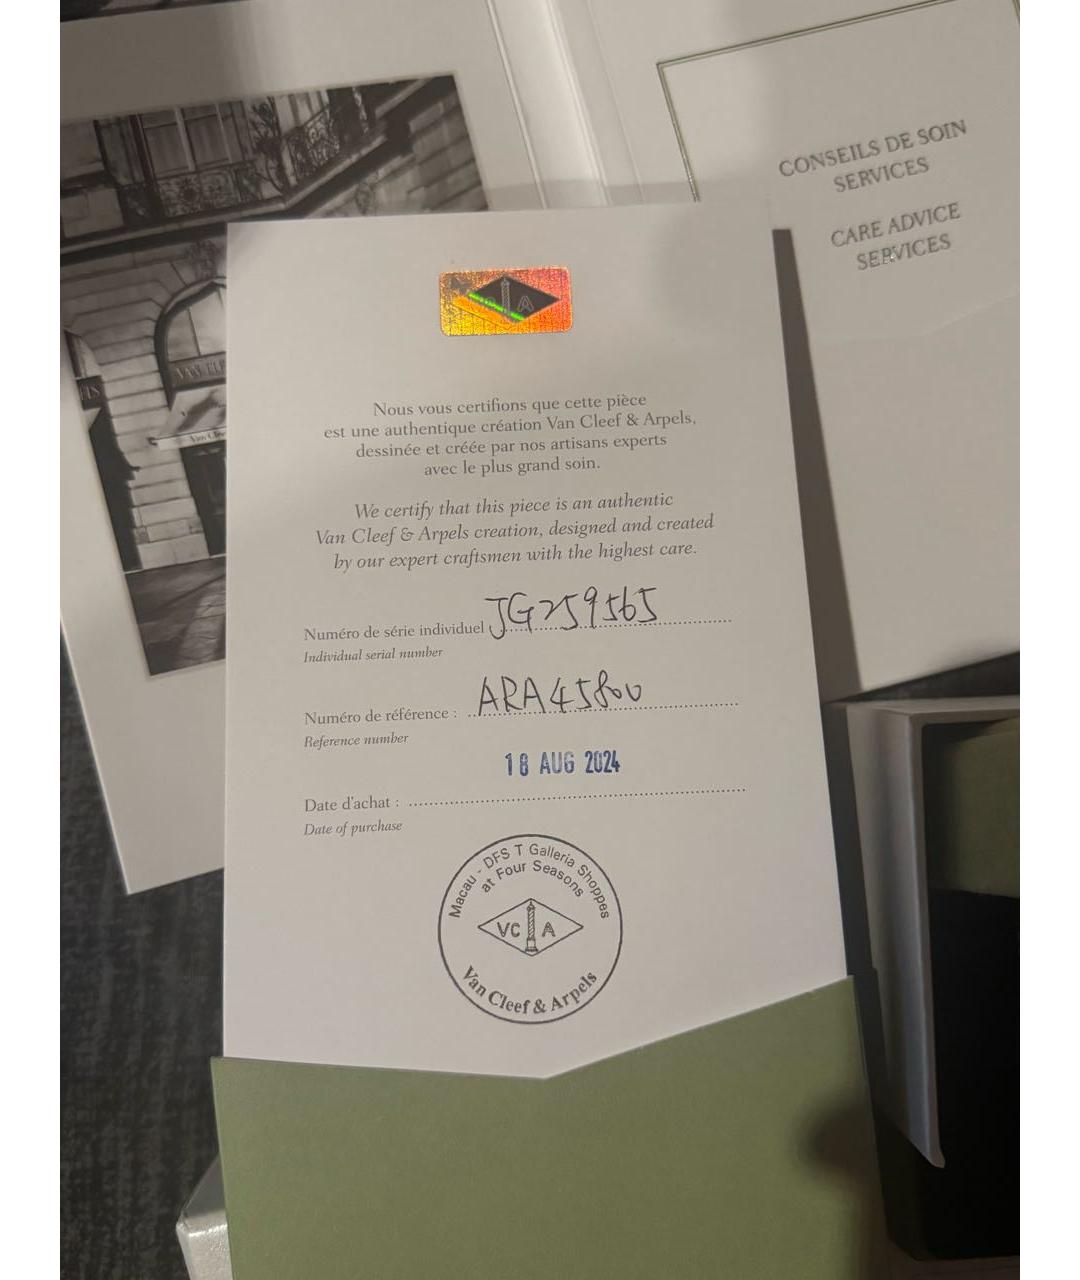 CONSEILS DE SOIN
SERVICES
CARE ADVICE
SERVICES
Nous vous certifions que cette pièce
est une authentique création Van Cleef & Arpels,
dessinée et créée par nos artisans experts
avec le plus grand soin.
We certify that this piece is an authentic
Van Cleef & Arpels creation, designed and created
by our expert craftsmen with the highest care.
Numéro de série individuel JG259565
Individual serial number
Numéro de référence : ARA45800
Reference number
18 AUG 2024
Date d'achat :
Date of purchase
Macau - DFS T Galleria Shoppes
at Four Seasons
VC A
Van Cleef & Arpels